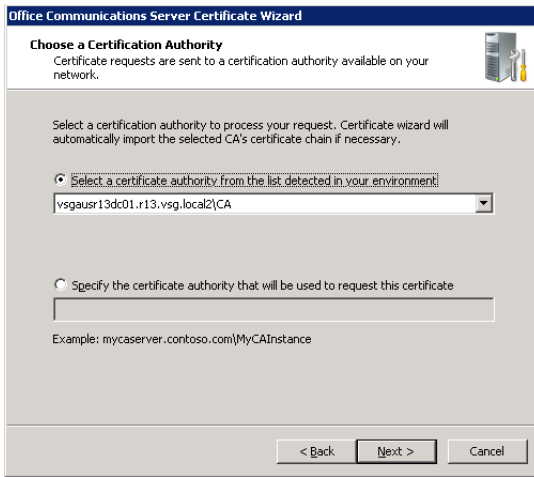 Office Communications Server Certificate Wizard
Choose a Certification Authority
Certificate requests are sent to a certification authority available on your
network.
Select a certification authority to process your request. Certificate wizard will
automatically import the selected CA's certificate chain if necessary.
Select a certificate authority from the list detected in your environment
vsgausr13dc01.r13.vsg.local2\CA
Specify the certificate authority that will be used to request this certificate
Example: mycaserver.contoso.com\MyCAInstance
< Back
Next >
Cancel